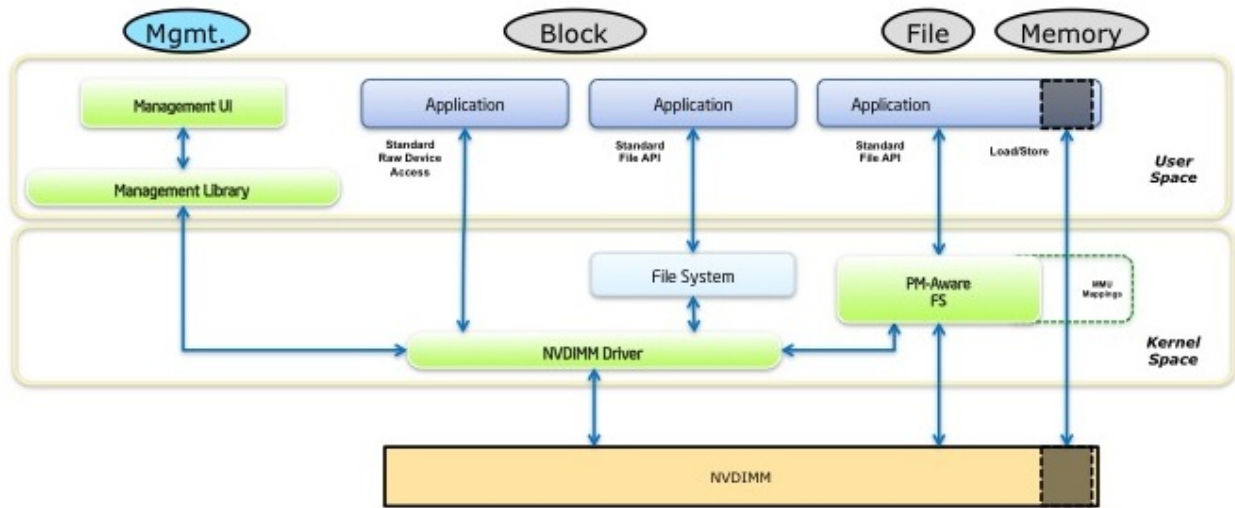 Mgmt.
Block
File
Memory
Management UI
Application
Application
Application
Standard
Raw Device
Access
Standard
File API
Standard
File API
Load/Store
User
Space
Management Library
File System
PM-Aware
FS
MMU
Mappings
NVDIMM Driver
Kernel
Space
NVDIMM